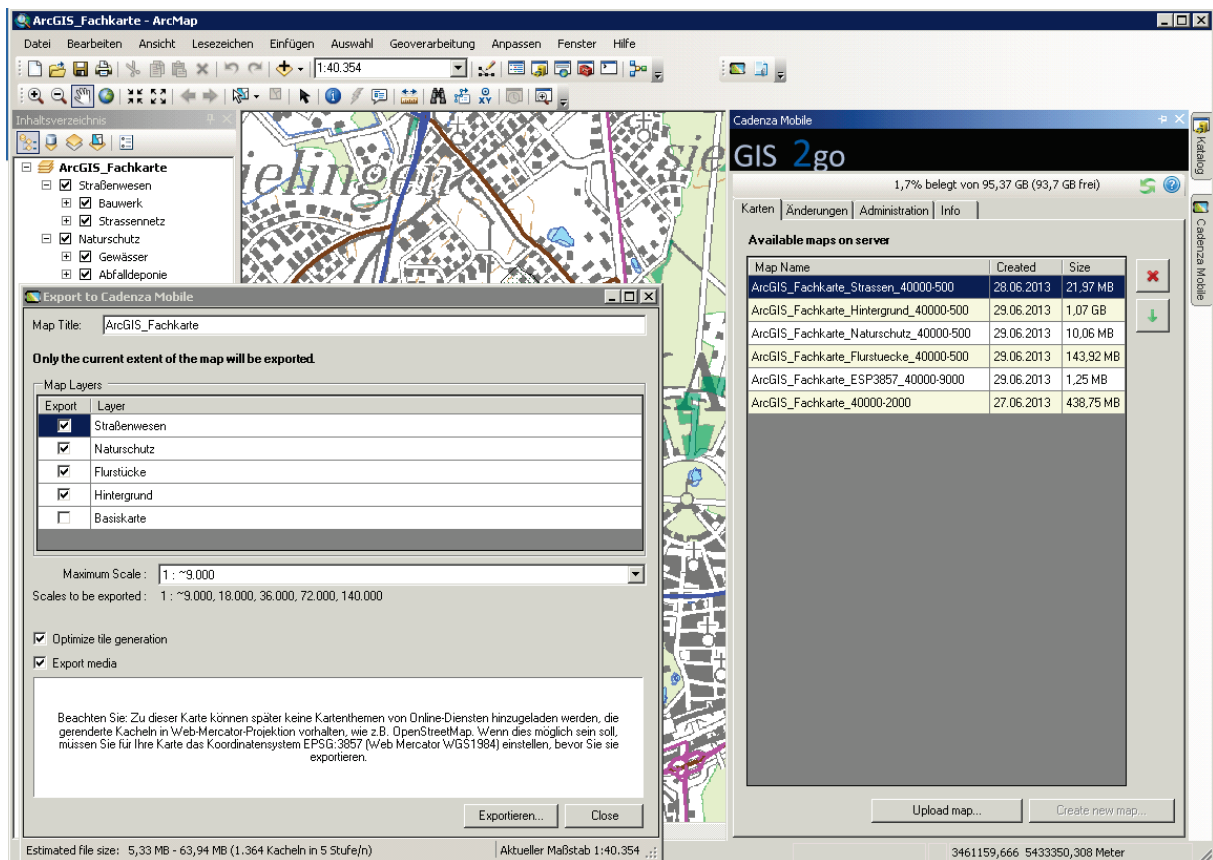 ArcGIS_Fachkarte - ArcMap
Datei Bearbeiten Ansicht Lesezeichen Einfügen Auswahl Geoverarbeitung Anpassen Fenster Hilfe
1:40.354
Inhaltsverzeichnis
ArcGIS_Fachkarte
Straßenwesen
Bauwerk
Strassennetz
Naturschutz
Gewässer
Abfalldeponie
Export to Cadenza Mobile
Map Title: ArcGIS_Fachkarte
Only the current extent of the map will be exported.
Map Layers
Export Layer
Straßenwesen
Naturschutz
Flurstücke
Hintergrund
Basiskarte
Maximum Scale : 1 : ~9.000
Scales to be exported : 1 : ~9.000, 18.000, 36.000, 72.000, 140.000
Optimize tile generation
Export media
Beachten Sie: Zu dieser Karte können später keine Kartenthemen von Online-Diensten hinzugeladen werden, die
gerenderte Kacheln in Web-Mercator-Projektion vorhalten, wie z.B. OpenStreetMap. Wenn dies möglich sein soll,
müssen Sie für Ihre Karte das Koordinatensystem EPSG:3857 (Web Mercator WGS1984) einstellen, bevor Sie sie
exportieren.
Exportieren... Close
Estimated file size: 5,33 MB - 63,94 MB (1.364 Kacheln in 5 Stufe/n) Aktueller Maßstab 1:40.354
Cadenza Mobile
GIS 2go
1,7% belegt von 95,37 GB (93,7 GB frei)
Karten Änderungen Administration Info
Available maps on server
Map Name Created Size
ArcGIS_Fachkarte_Strassen_40000-500 28.06.2013 21,97 MB
ArcGIS_Fachkarte_Hintergrund_40000-500 29.06.2013 1,07 GB
ArcGIS_Fachkarte_Naturschutz_40000-500 29.06.2013 10,06 MB
ArcGIS_Fachkarte_Flurstuecke_40000-500 29.06.2013 143,92 MB
ArcGIS_Fachkarte_ESP3857_40000-9000 29.06.2013 1,25 MB
ArcGIS_Fachkarte_40000-2000 27.06.2013 438,75 MB
Upload map... Create new map...
Katalog
Cadenza Mobile
3461159,666 5433350,308 Meter